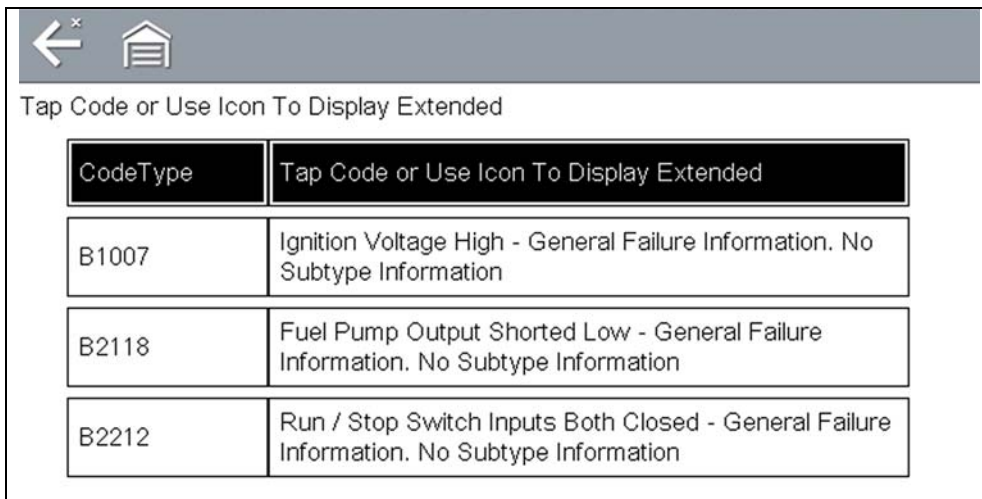 Tap Code or Use Icon To Display Extended
CodeType Tap Code or Use Icon To Display Extended
B1007 Ignition Voltage High - General Failure Information. No
Subtype Information
B2118 Fuel Pump Output Shorted Low - General Failure
Information. No Subtype Information
B2212 Run / Stop Switch Inputs Both Closed - General Failure
Information. No Subtype Information